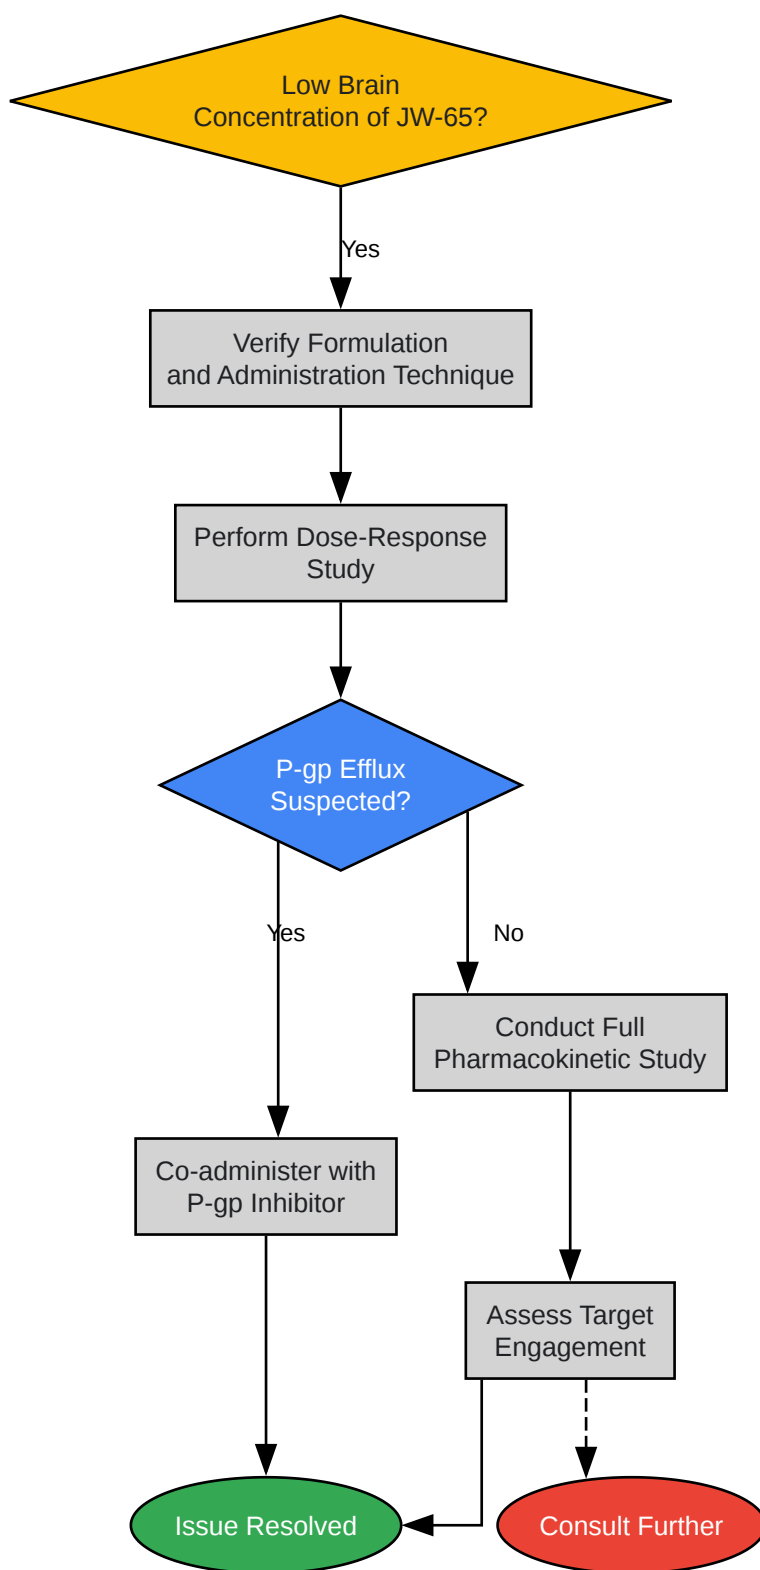 Low Brain
Concentration of JW-65?
Yes
Verify Formulation
and Administration Technique
Perform Dose-Response
Study
P-gp Efflux
Suspected?
Yes
No
Conduct Full
Pharmacokinetic Study
Co-administer with
P-gp Inhibitor
Assess Target
Engagement
Issue Resolved
Consult Further